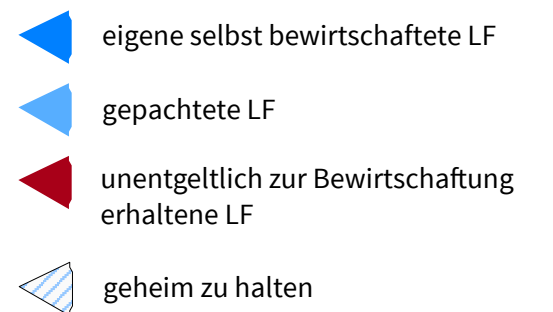 eigene selbst bewirtschaftete LF
gepachtete LF
unentgeltlich zur Bewirtschaftung
erhaltene LF
geheim zu halten